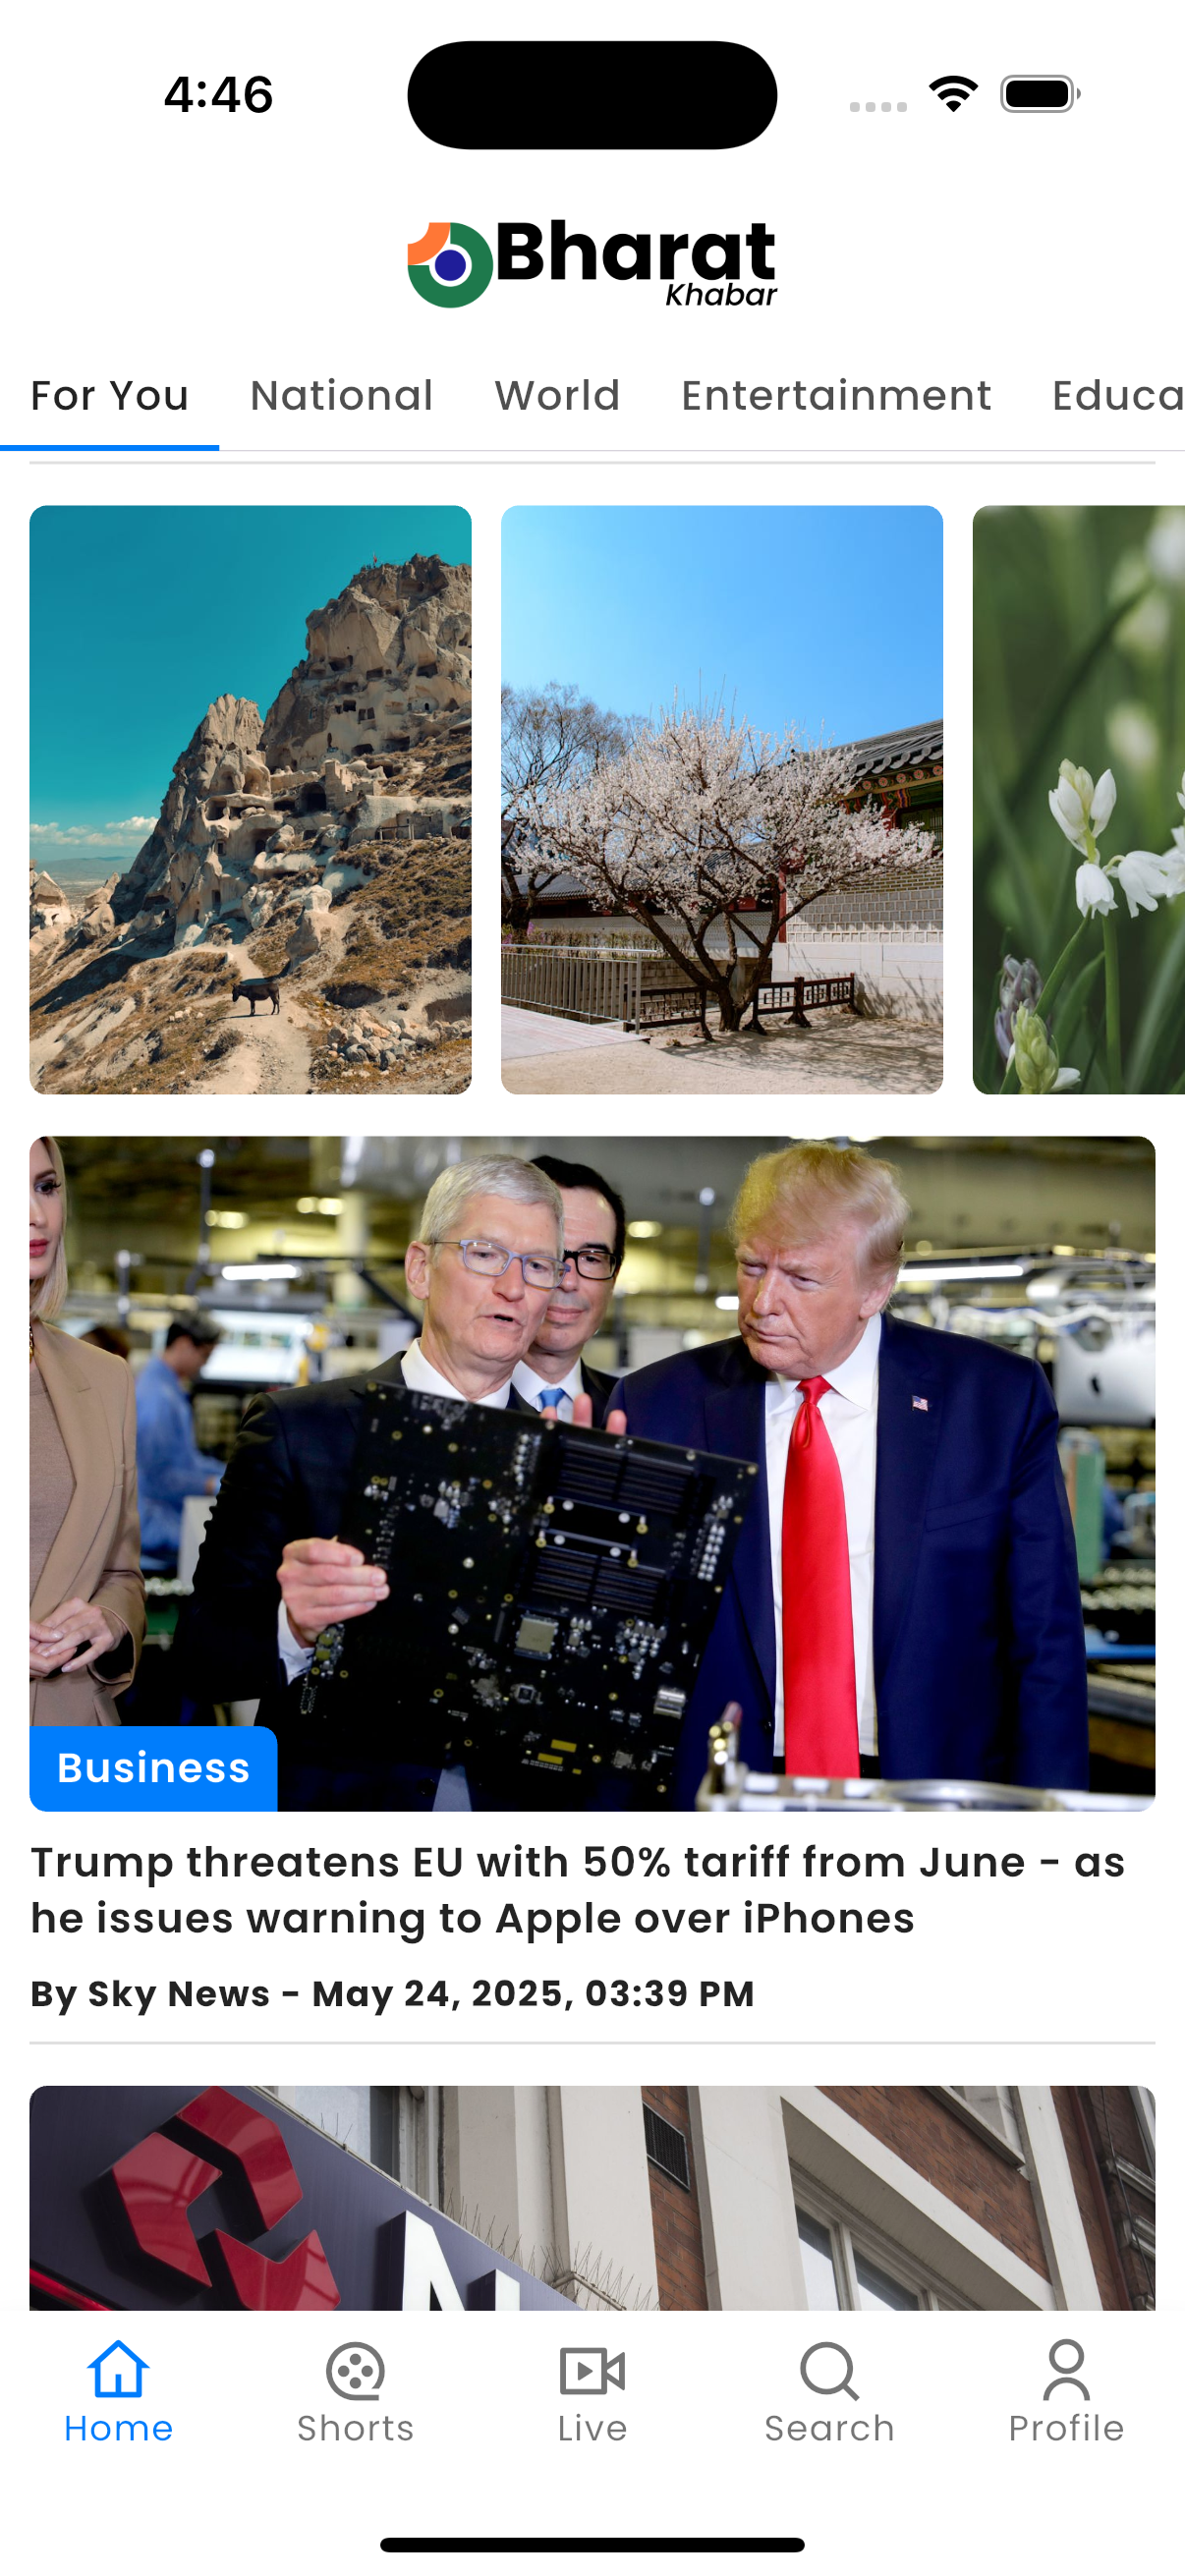 4:46
Bharat
Khabar
For You National World Entertainment Educa
Business
Trump threatens EU with 50% tariff from June - as
he issues warning to Apple over iPhones
By Sky News - May 24, 2025, 03:39 PM
Home Shorts Live Search Profile